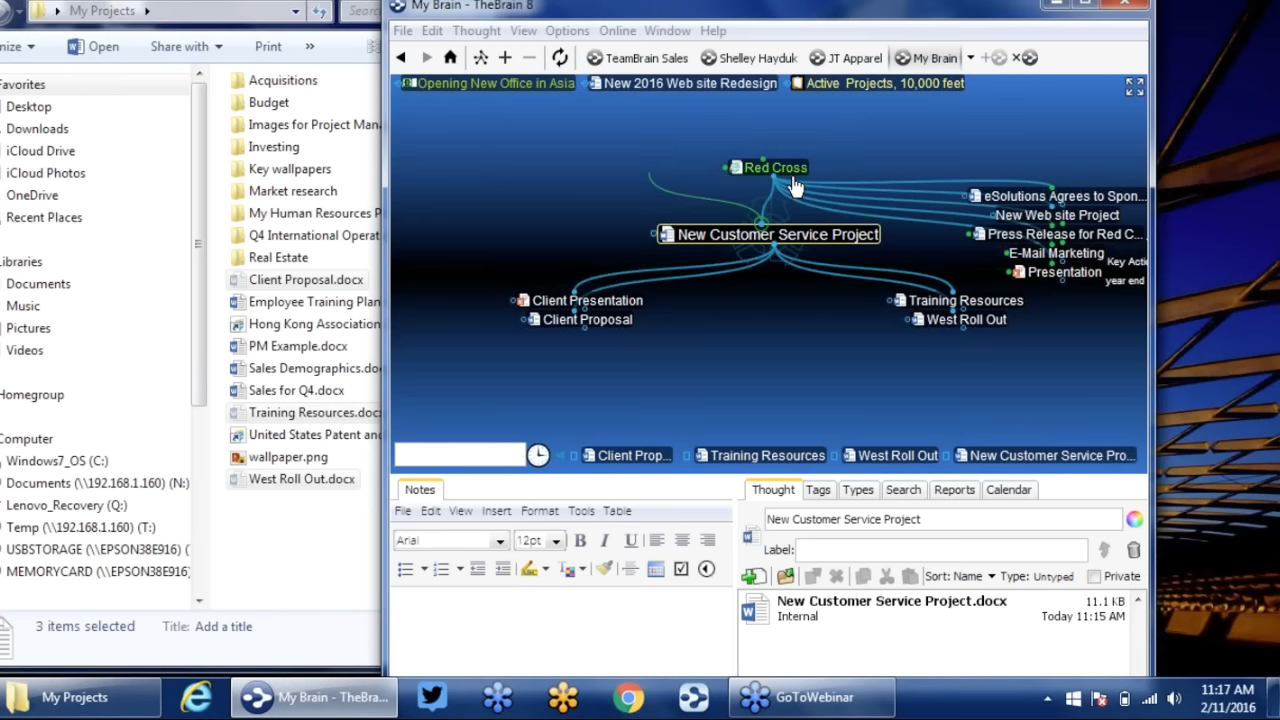 My Projects
Search
My Brain - TheBrain 8
nize
Open
Share with
Print
»
File Edit Thought View Options Online Window Help
TeamBrain Sales
Shelley Hayduk
JT Apparel
My Brain
Opening New Office in Asia
New 2016 Web site Redesign
Active Projects, 10,000 feet
Favorites
Desktop
Downloads
iCloud Drive
iCloud Photos
OneDrive
Recent Places
Libraries
Documents
Music
Pictures
Videos
Homegroup
Computer
Windows7_OS (C:)
Documents (\\192.168.1.160) (N:)
Lenovo_Recovery (Q:)
Temp (\\192.168.1.160) (T:)
USBSTORAGE (\\EPSON38E916) (
MEMORYCARD (\\EPSON38E916)
Acquisitions
Budget
Images for Project Mana
Investing
Key wallpapers
Market research
My Human Resources P
Q4 International Operat
Real Estate
Client Proposal.docx
Employee Training Plan
Hong Kong Association
PM Example.docx
Sales Demographics.do
Sales for Q4.docx
Training Resources.docx
United States Patent and
wallpaper.png
West Roll Out.docx
3 items selected
Title: Add a title
Red Cross
New Customer Service Project
eSolutions Agrees to Spon...
New Web site Project
Press Release for Red C...
E-Mail Marketing
Presentation
Key Acti
year end
Client Presentation
Client Proposal
Training Resources
West Roll Out
Client Prop...
Training Resources
West Roll Out
New Customer Service Pro...
Notes
File Edit View Insert Format Tools Table
Arial
12pt
B I U
Thought Tags Types Search Reports Calendar
New Customer Service Project
Label:
Sort: Name
Type: Untyped
Private
New Customer Service Project.docx 11.1 KB
Internal Today 11:15 AM
My Projects
My Brain - TheBra...
GoToWebinar
11:17 AM
2/11/2016